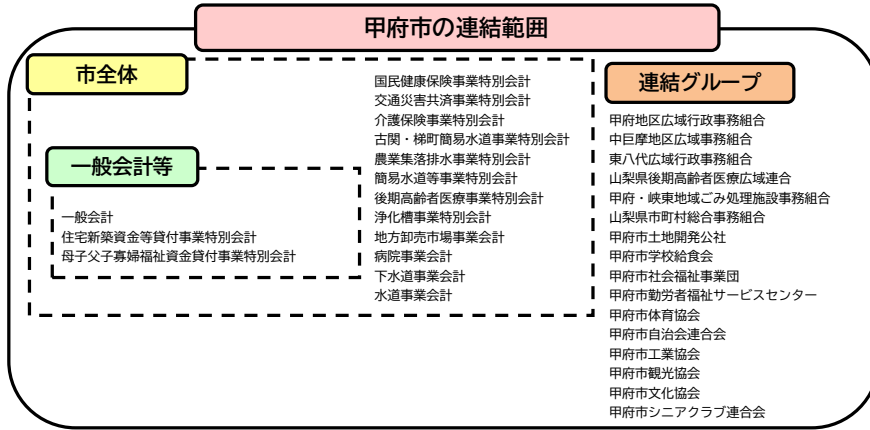 甲府市の連結範囲
市全体
一般会計等
一般会計
住宅新築資金等貸付事業特別会計
母子父子寡婦福祉資金貸付事業特別会計
国民健康保険事業特別会計
交通災害共済事業特別会計
介護保険事業特別会計
古関・梯町簡易水道事業特別会計
農業集落排水事業特別会計
簡易水道等事業特別会計
後期高齢者医療事業特別会計
浄化槽事業特別会計
地方卸売市場事業会計
病院事業会計
下水道事業会計
水道事業会計
連結グループ
甲府地区広域行政事務組合
中巨摩地区広域事務組合
東八代広域行政事務組合
山梨県後期高齢者医療広域連合
甲府・峡東地域ごみ処理施設事務組合
山梨県市町村総合事務組合
甲府市土地開発公社
甲府市学校給食会
甲府市社会福祉事業団
甲府市勤労者福祉サービスセンター
甲府市体育協会
甲府市自治会連合会
甲府市工業協会
甲府市観光協会
甲府市文化協会
甲府市シニアクラブ連合会